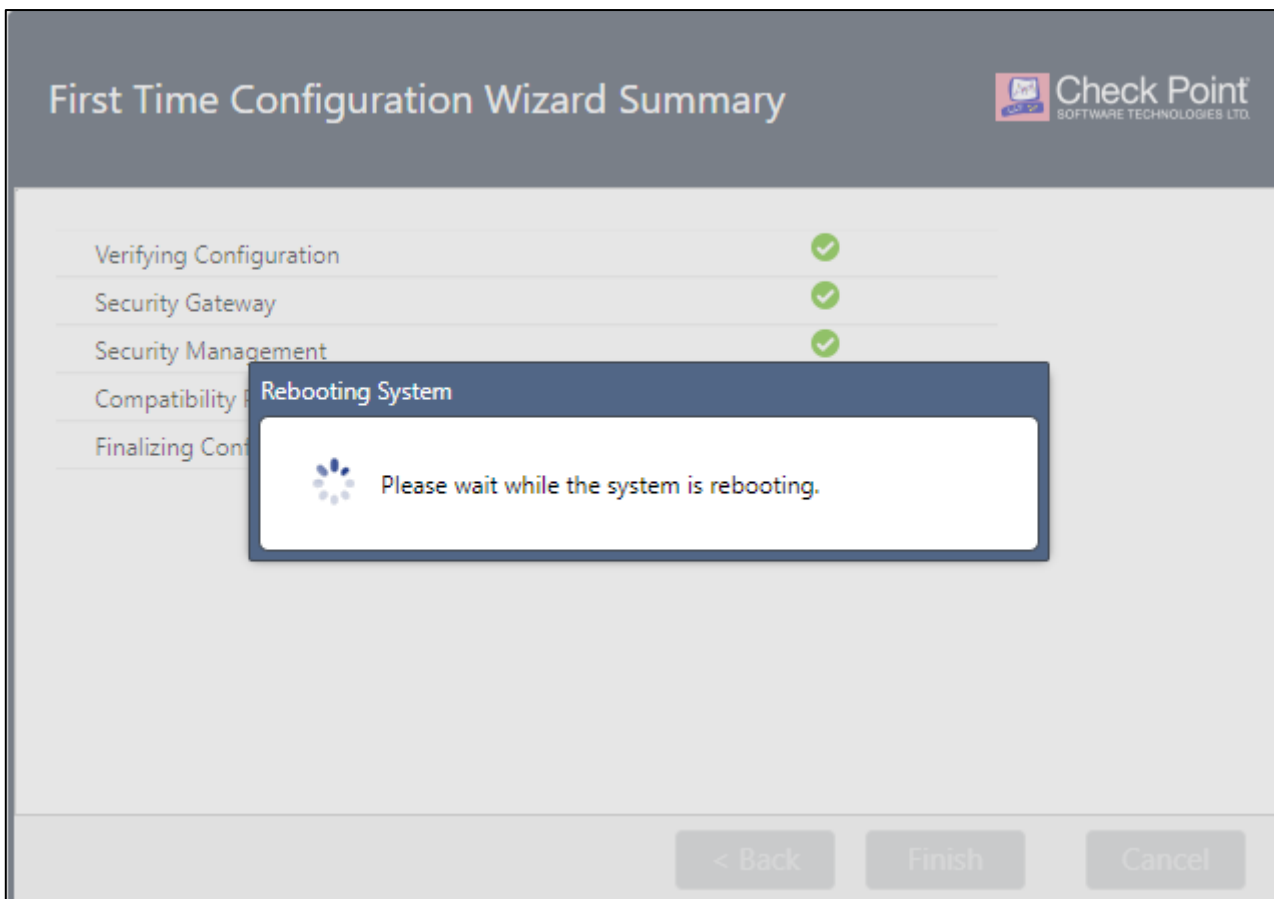 First Time Configuration Wizard Summary
Check Point
SOFTWARE TECHNOLOGIES LTD.
Verifying Configuration
Security Gateway
Security Management
Compatibility
Rebooting System
Finalizing
Please wait while the system is rebooting.
< Back
Finish
Cancel